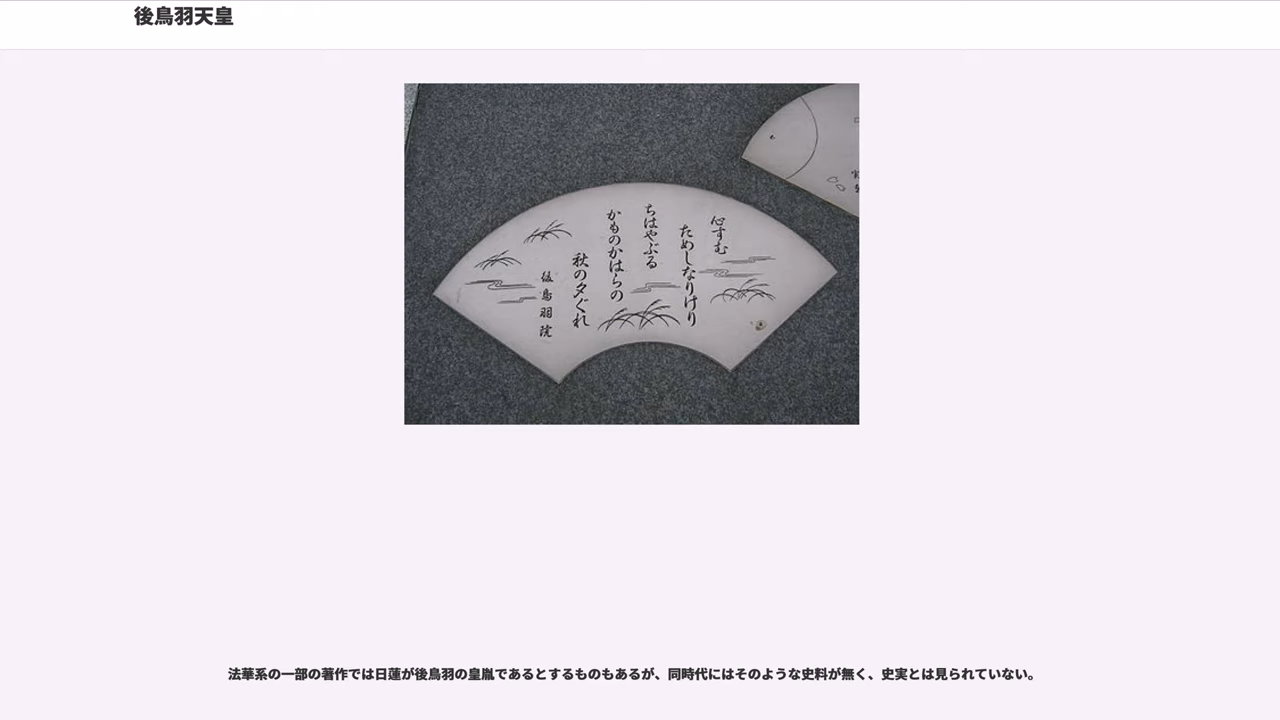 後鳥羽天皇
心すむ
ためしなりけり
ちはやぶる
かものかはらの
秋の夕ぐれ
後鳥羽院
法華系の一部の著作では日蓮が後鳥羽の皇胤であるとするものもあるが、同時代にはそのような史料が無く、史実とは見られていない。